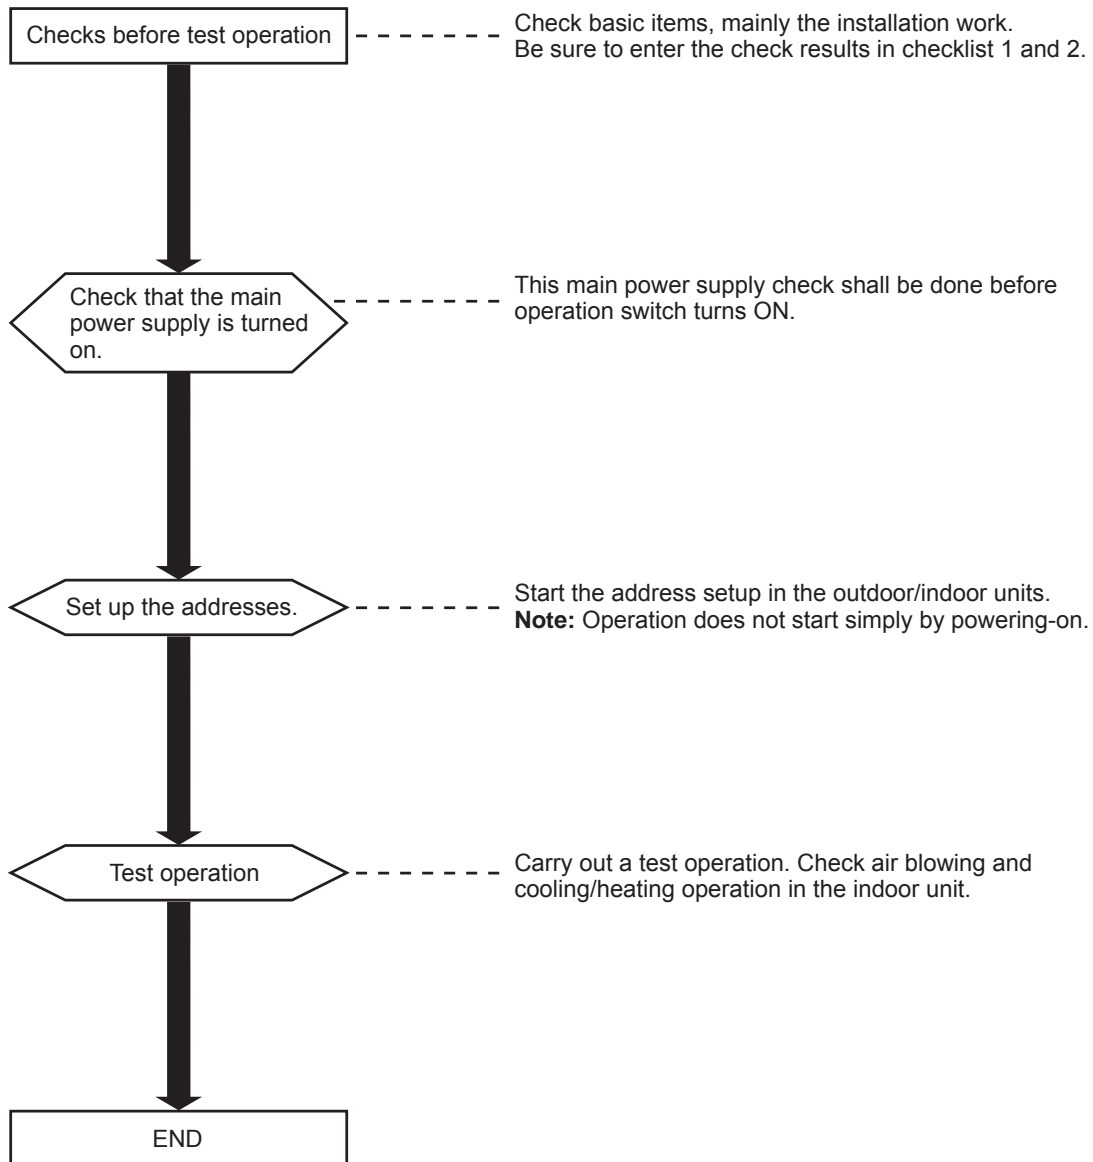 Checks before test operation
Check basic items, mainly the installation work.
Be sure to enter the check results in checklist 1 and 2.
Check that the main
power supply is turned
on.
This main power supply check shall be done before
operation switch turns ON.
Set up the addresses.
Start the address setup in the outdoor/indoor units.
Note: Operation does not start simply by powering-on.
Test operation
Carry out a test operation. Check air blowing and
cooling/heating operation in the indoor unit.
END